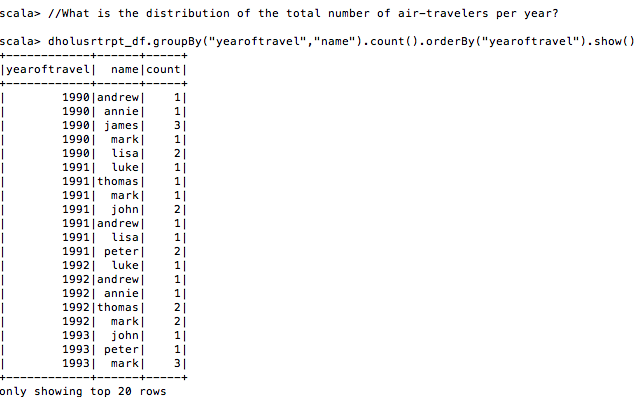 scala> //What is the distribution of the total number of air-travelers per year?
scala> dholusrtrpt_df.groupBy("yearoftravel","name").count().orderBy("yearoftravel").show()
+------------+------+-----+
|yearoftravel|  name|count|
+------------+------+-----+
|        1990|andrew|    1|
|        1990| annie|    1|
|        1990| james|    3|
|        1990|  mark|    1|
|        1990|  lisa|    2|
|        1991|  luke|    1|
|        1991|thomas|    1|
|        1991|  mark|    1|
|        1991|  john|    2|
|        1991|andrew|    1|
|        1991|  lisa|    1|
|        1991| peter|    2|
|        1992|  luke|    1|
|        1992|andrew|    1|
|        1992| annie|    1|
|        1992|thomas|    2|
|        1992|  mark|    2|
|        1993|  john|    1|
|        1993| peter|    1|
|        1993|  mark|    3|
+------------+------+-----+
only showing top 20 rows